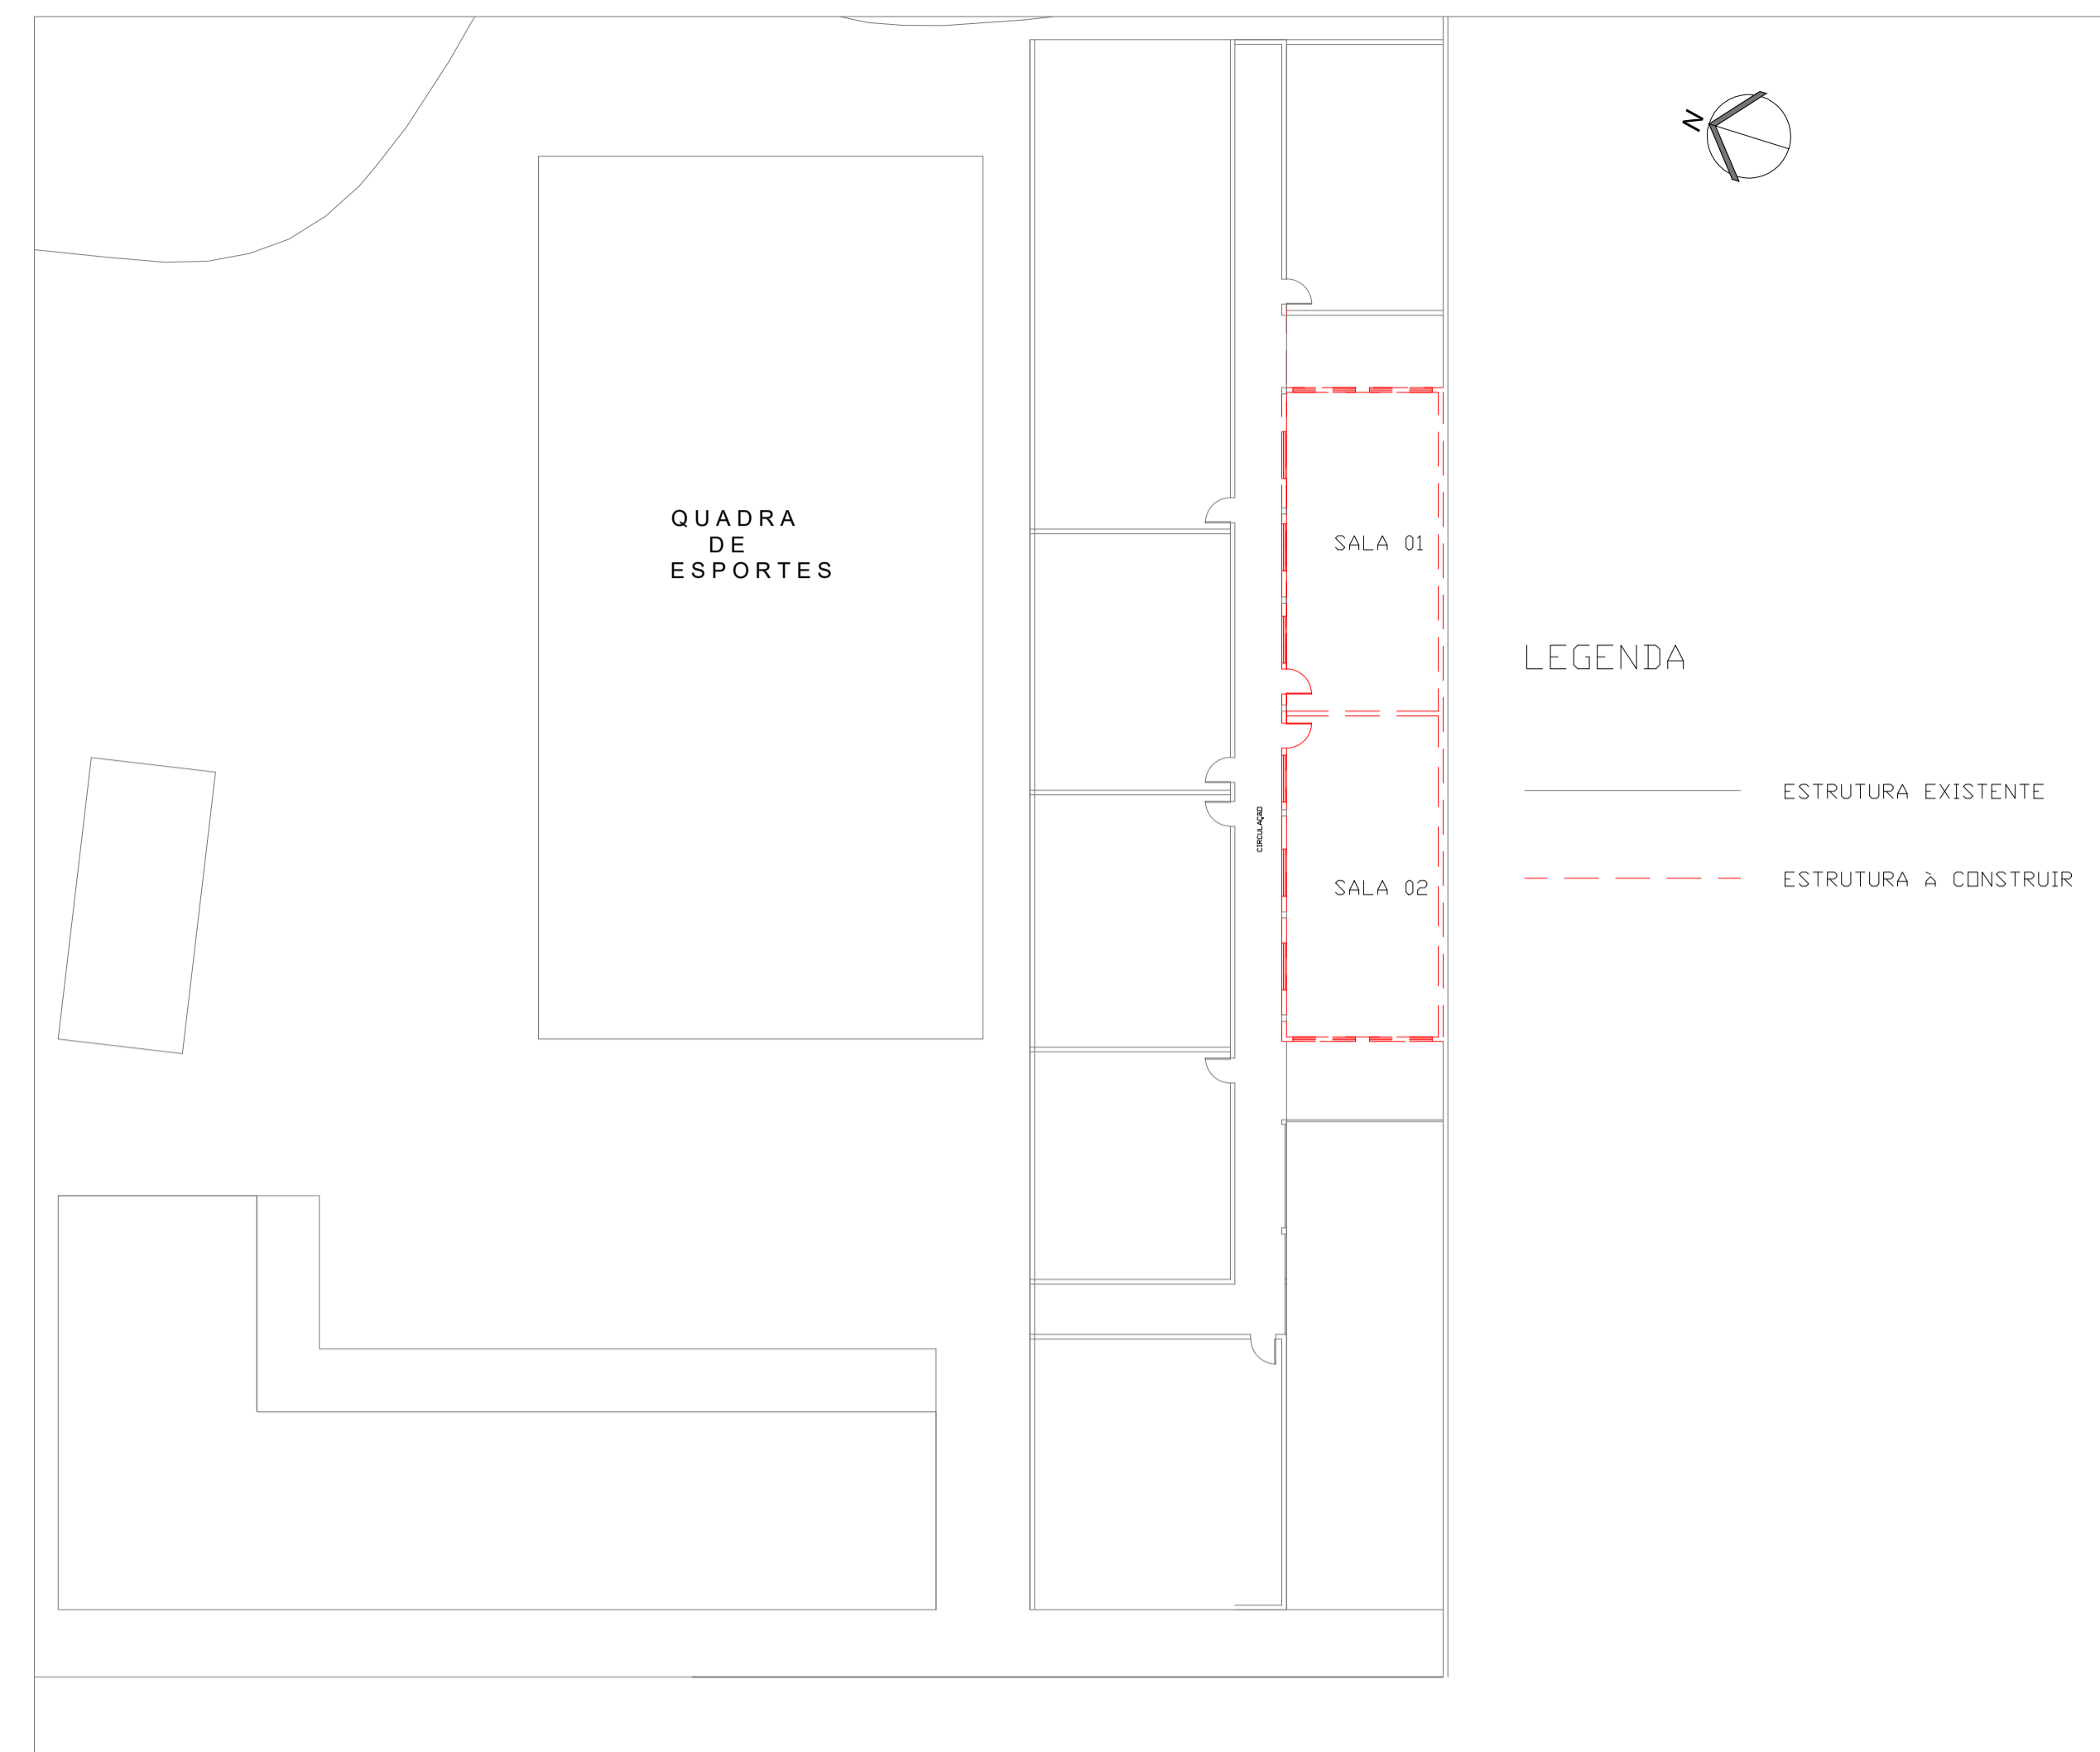 N
QUADRA
DE
ESPORTES
SALA 01
LEGENDA
ESTRUTURA EXISTENTE
CIRCULAÇÃO
ESTRUTURA à CONSTRUIR
SALA 02